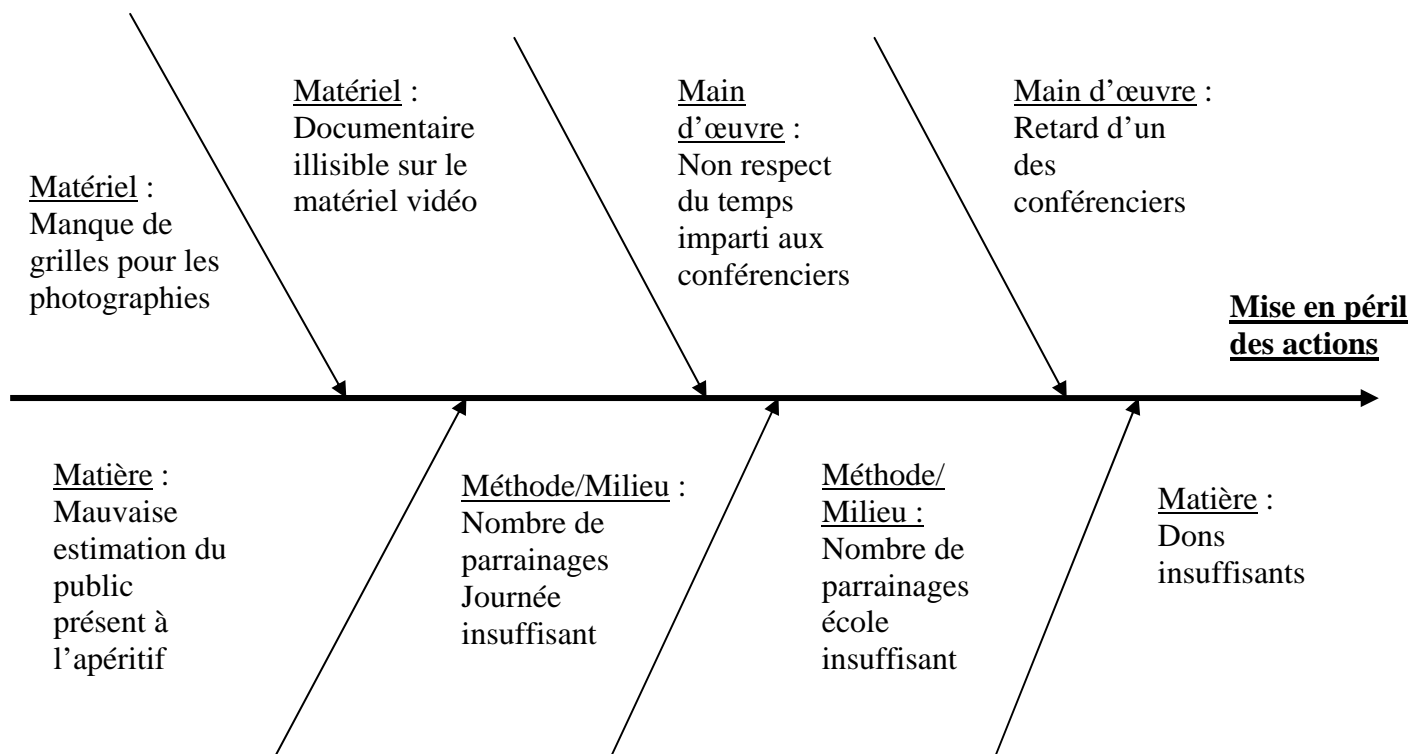 Matériel :
Manque de
grilles pour les
photographies
Matériel :
Documentaire
illisible sur le
matériel vidéo
Main
d’œuvre :
Non respect
du temps
imparti aux
conférenciers
Main d’œuvre :
Retard d’un
des
conférenciers
Mise en péril
des actions
Matière :
Mauvaise
estimation du
public
présent à
l’apéritif
Méthode/Milieu :
Nombre de
parrainages
Journée
insuffisant
Méthode/
Milieu :
Nombre de
parrainages
école
insuffisant
Matière :
Dons
insuffisants